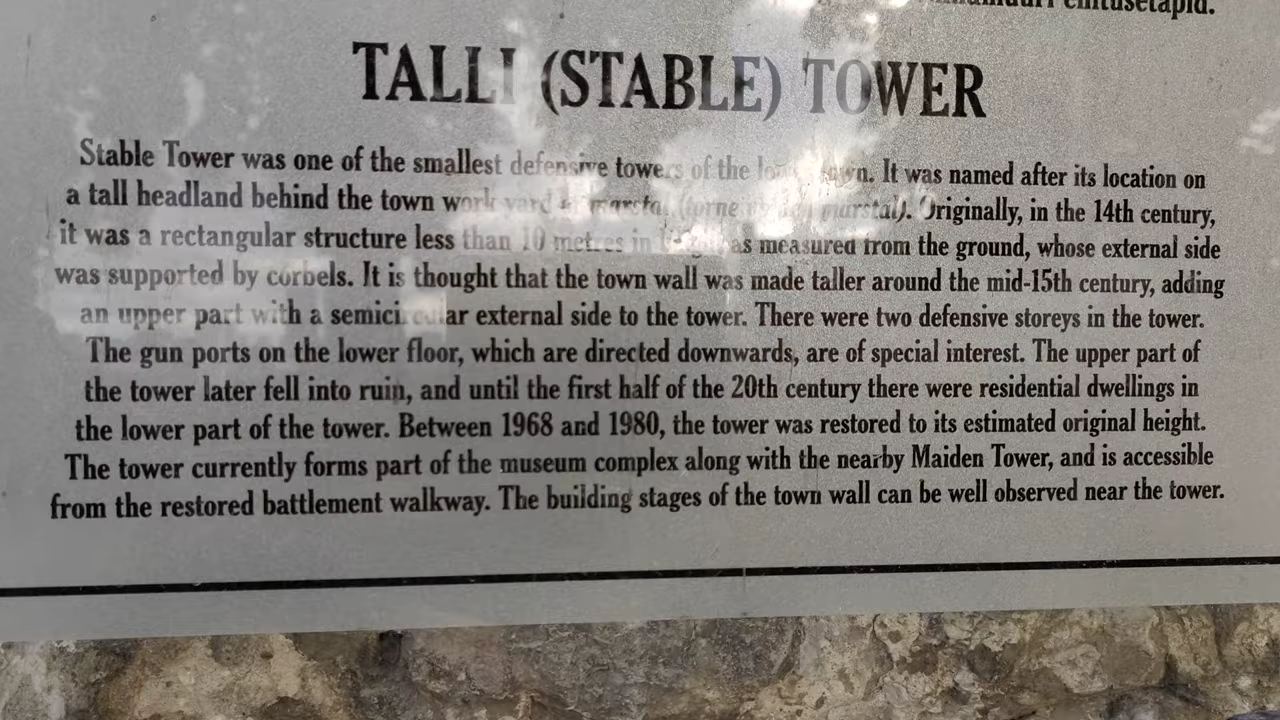 ehitusetapid.
TALLI (STABLE) TOWER
Stable Tower was one of the smallest defensive towers of the town. It was named after its location on
a tall headland behind the town work yard marstal Originally, in the 14th century,
it was a rectangular structure less than 10 metres in as measured from the ground, whose external side
was supported by corbels. It is thought that the town wall was made taller around the mid-15th century, adding
an upper part with a semicircular external side to the tower. There were two defensive storeys in the tower.
The gun ports on the lower floor, which are directed downwards, are of special interest. The upper part of
the tower later fell into ruin, and until the first half of the 20th century there were residential dwellings in
the lower part of the tower. Between 1968 and 1980, the tower was restored to its estimated original height.
The tower currently forms part of the museum complex along with the nearby Maiden Tower, and is accessible
from the restored battlement walkway. The building stages of the town wall can be well observed near the tower.